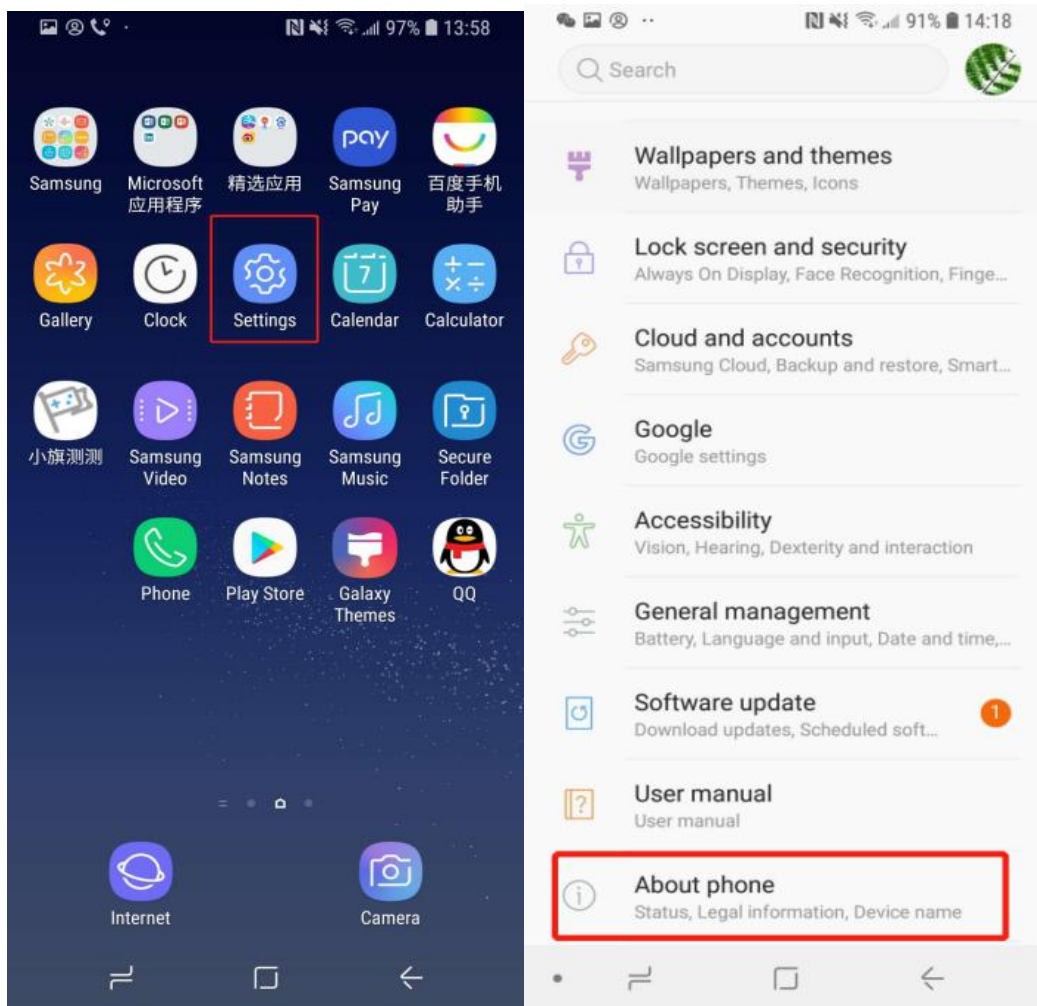 97% 13:58
Samsung
Microsoft
应用程序
精选应用
pay
Samsung
Pay
百度手机
助手
Gallery
Clock
Settings
7
Calendar
Calculator
小旗测测
Samsung
Video
Samsung
Notes
Samsung
Music
Secure
Folder
Phone
Play Store
Galaxy
Themes
QQ
Internet
Camera
91% 14:18
Search
Wallpapers and themes
Wallpapers, Themes, Icons
Lock screen and security
Always On Display, Face Recognition, Finge...
Cloud and accounts
Samsung Cloud, Backup and restore, Smart...
Google
Google settings
Accessibility
Vision, Hearing, Dexterity and interaction
General management
Battery, Language and input, Date and time,...
Software update
Download updates, Scheduled soft...
1
User manual
User manual
About phone
Status, Legal information, Device name